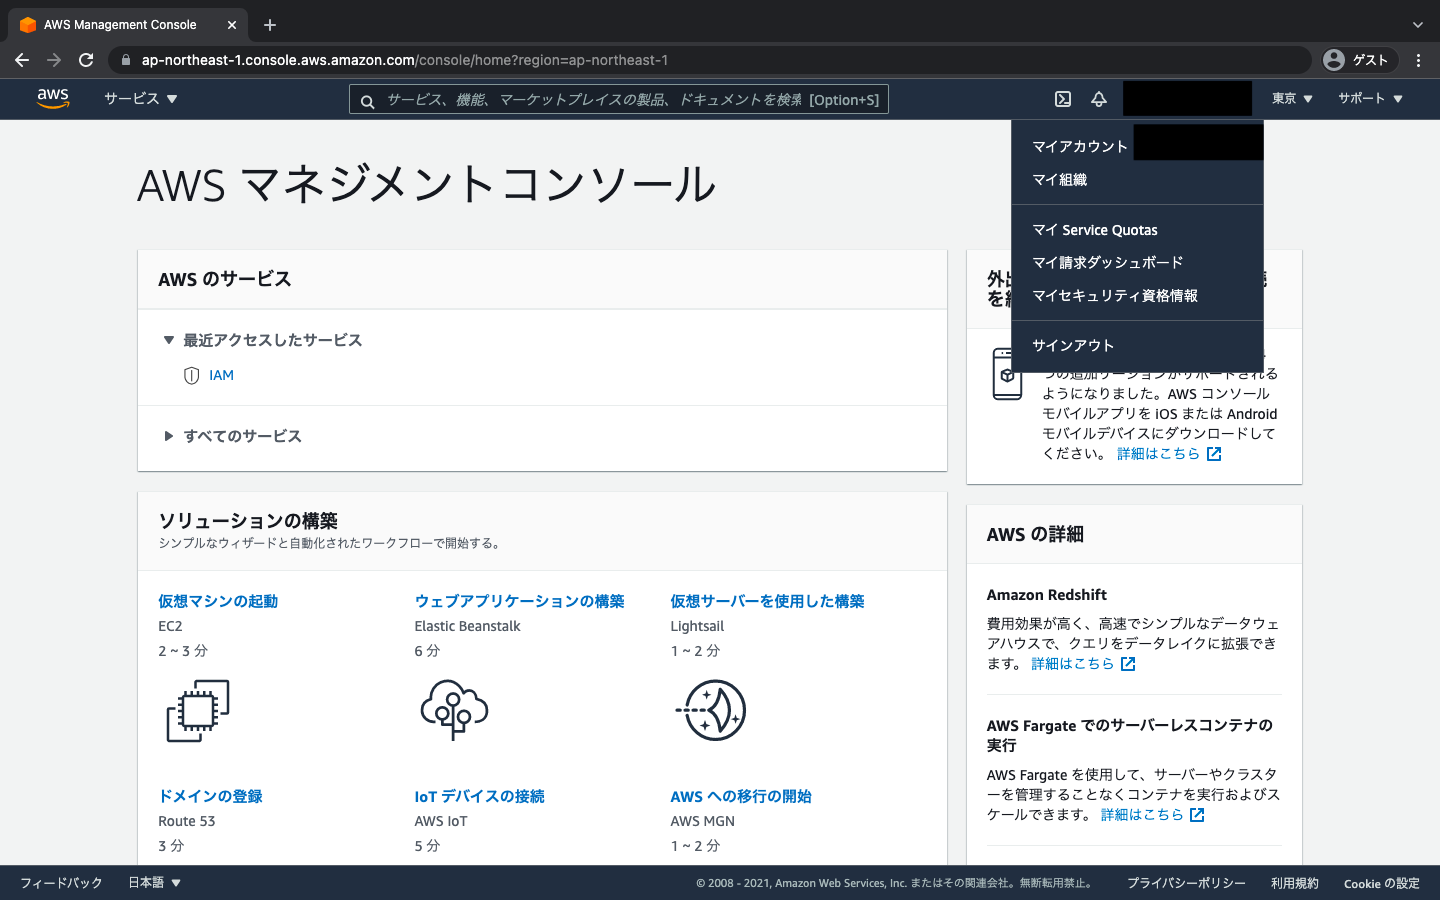 AWS Management Console
ap-northeast-1.console.aws.amazon.com/console/home?region=ap-northeast-1
ゲスト
aws
サービス
サービス、機能、マーケットプレイスの製品、ドキュメントを検索 [Option+S]
東京
サポート
マイアカウント
マイ組織
マイ Service Quotas
マイ請求ダッシュボード
マイセキュリティ資格情報
サインアウト
AWS マネジメントコンソール
AWS のサービス
最近アクセスしたサービス
IAM
すべてのサービス
ソリューションの構築
シンプルなウィザードと自動化されたワークフローで開始する。
仮想マシンの起動
EC2
2 ~ 3 分
ウェブアプリケーションの構築
Elastic Beanstalk
6 分
仮想サーバーを使用した構築
Lightsail
1 ~ 2 分
ドメインの登録
Route 53
3 分
IoT デバイスの接続
AWS IoT
5 分
AWS への移行の開始
AWS MGN
1 ~ 2 分
外出
を
つの追加リージョンがサポートされる
ようになりました。AWS コンソール
モバイルアプリを iOS または Android
モバイルデバイスにダウンロードして
ください。 詳細はこちら
AWS の詳細
Amazon Redshift
費用効果が高く、高速でシンプルなデータウェ
アハウスで、クエリをデータレイクに拡張でき
ます。 詳細はこちら
AWS Fargate でのサーバーレスコンテナの
実行
AWS Fargate を使用して、サーバーやクラスタ
ーを管理することなくコンテナを実行およびス
ケールできます。 詳細はこちら
フィードバック
日本語
© 2008 - 2021, Amazon Web Services, Inc. またはその関連会社。無断転用禁止。
プライバシーポリシー
利用規約
Cookie の設定